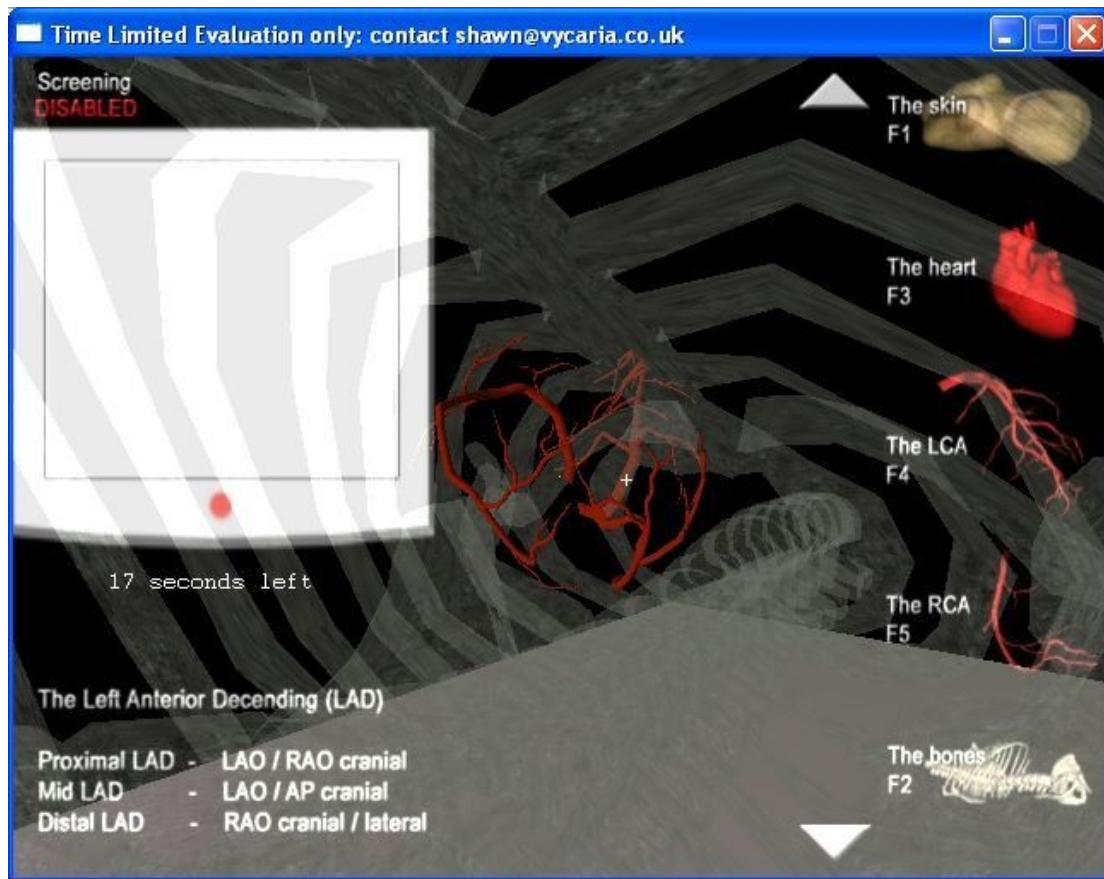 Time Limited Evaluation only: contact shawn@vycaria.co.uk
Screening
DISABLED
The skin
F1
The heart
F3
The LCA
F4
The RCA
F5
The bones
F2
17 seconds left
The Left Anterior Decending (LAD)
Proximal LAD - LAO / RAO cranial
Mid LAD - LAO / AP cranial
Distal LAD - RAO cranial / lateral